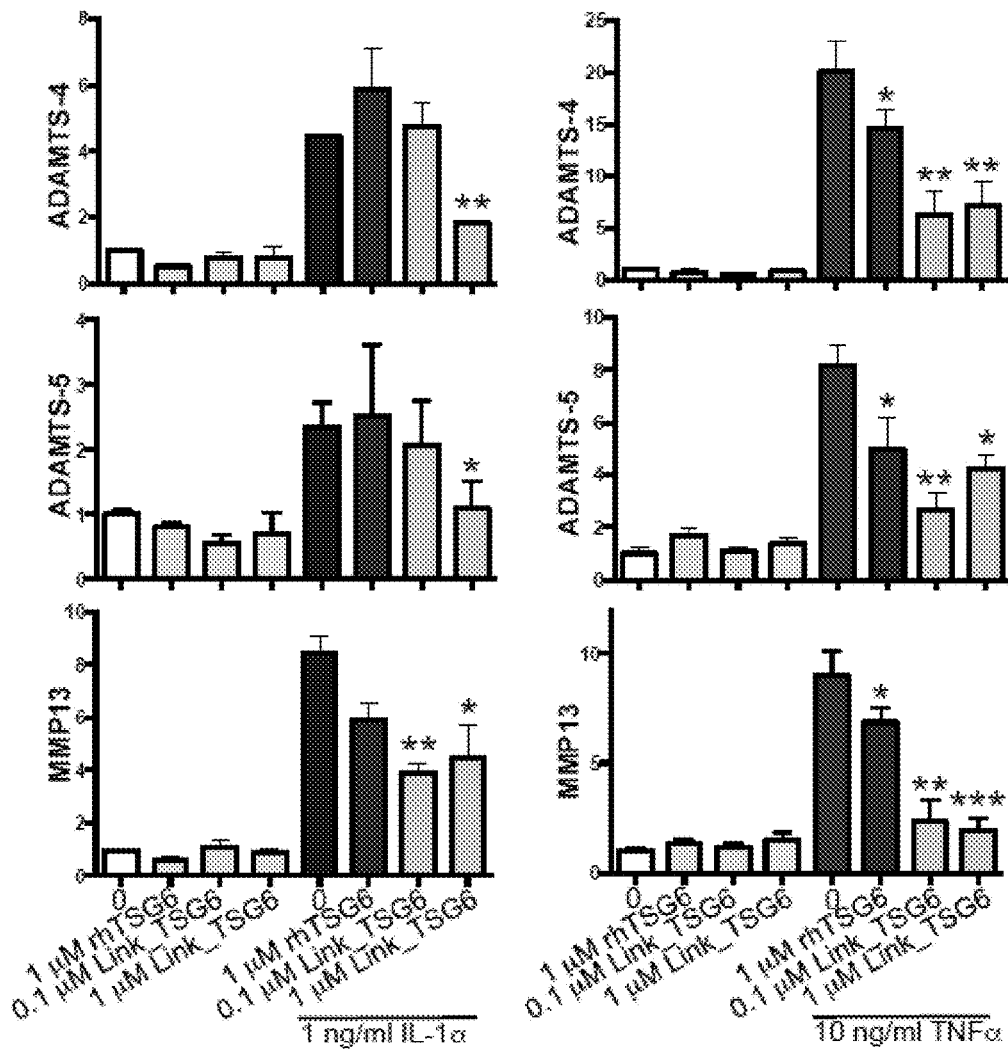 ADAMTS-4
8
6
4
2
0
**
ADAMTS-4
25
20
15
10
5
0
*
**
**
ADAMTS-5
4
3
2
1
0
*
ADAMTS-5
10
8
6
4
2
0
*
**
*
MMP13
10
8
6
4
2
0
**
*
MMP13
10
5
0
*
**
***
0
1 μM rhTSG6
0.1 μM Link_TSG6
1 μM Link_TSG6
0
1 μM rhTSG6
0.1 μM Link_TSG6
1 μM Link_TSG6
1 ng/ml IL-1α
0
1 μM rhTSG6
0.1 μM Link_TSG6
1 μM Link_TSG6
0
1 μM rhTSG6
0.1 μM Link_TSG6
1 μM Link_TSG6
10 ng/ml TNFα